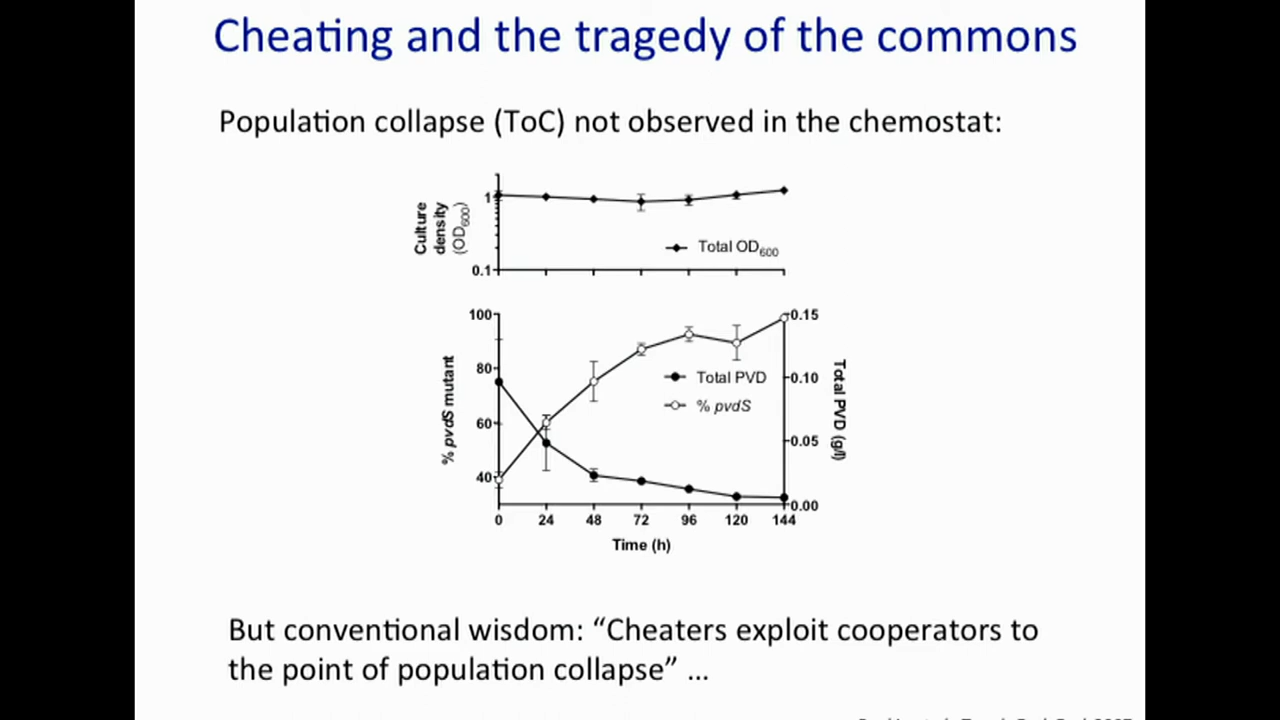 Cheating and the tragedy of the commons
Population collapse (ToC) not observed in the chemostat:
Culture
density
(OD600)
1
0.1
Total OD600
% pvdS mutant
100
80
60
40
Total PVD
% pvdS
0.15
0.10
0.05
0.00
Total PVD (g/l)
0 24 48 72 96 120 144
Time (h)
But conventional wisdom: “Cheaters exploit cooperators to
the point of population collapse” ...